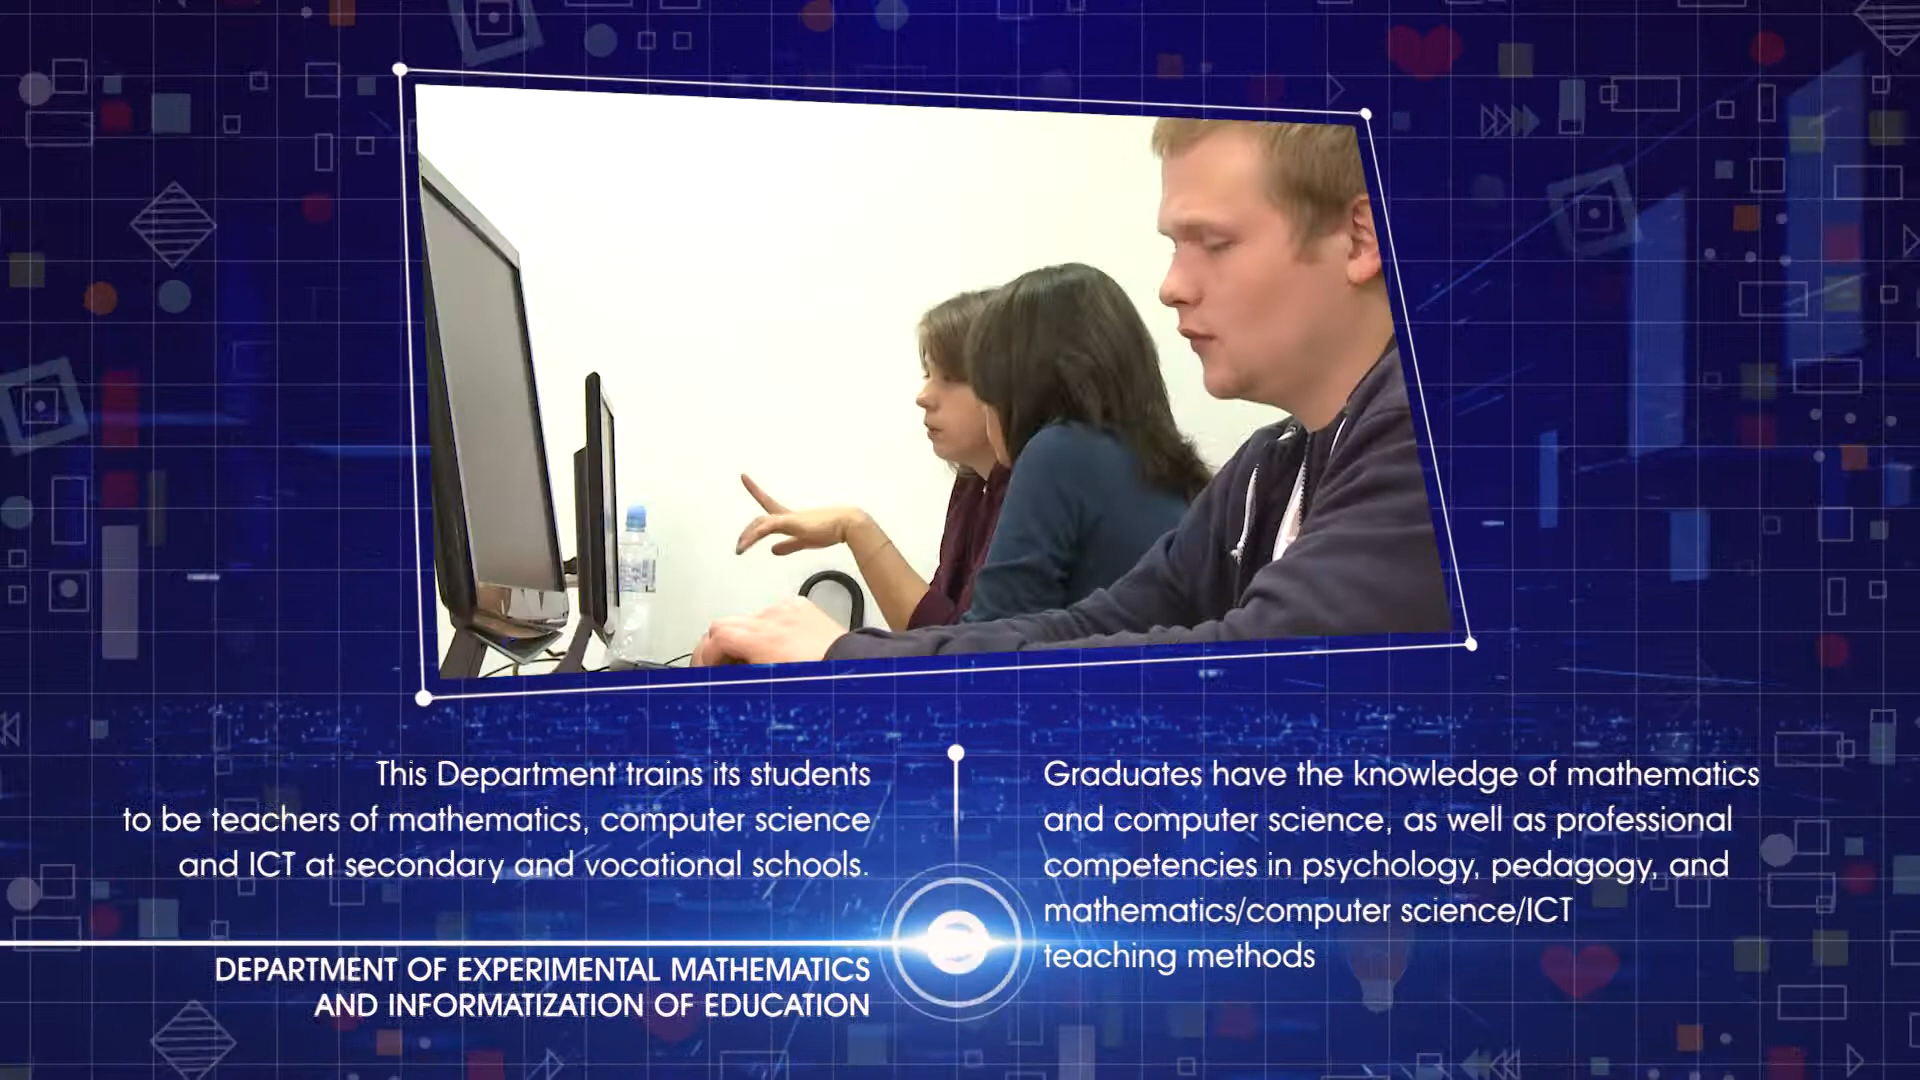 This Department trains its students
to be teachers of mathematics, computer science
and ICT at secondary and vocational schools.
DEPARTMENT OF EXPERIMENTAL MATHEMATICS
AND INFORMATIZATION OF EDUCATION
Graduates have the knowledge of mathematics
and computer science, as well as professional
competencies in psychology, pedagogy, and
mathematics/computer science/ICT
teaching methods